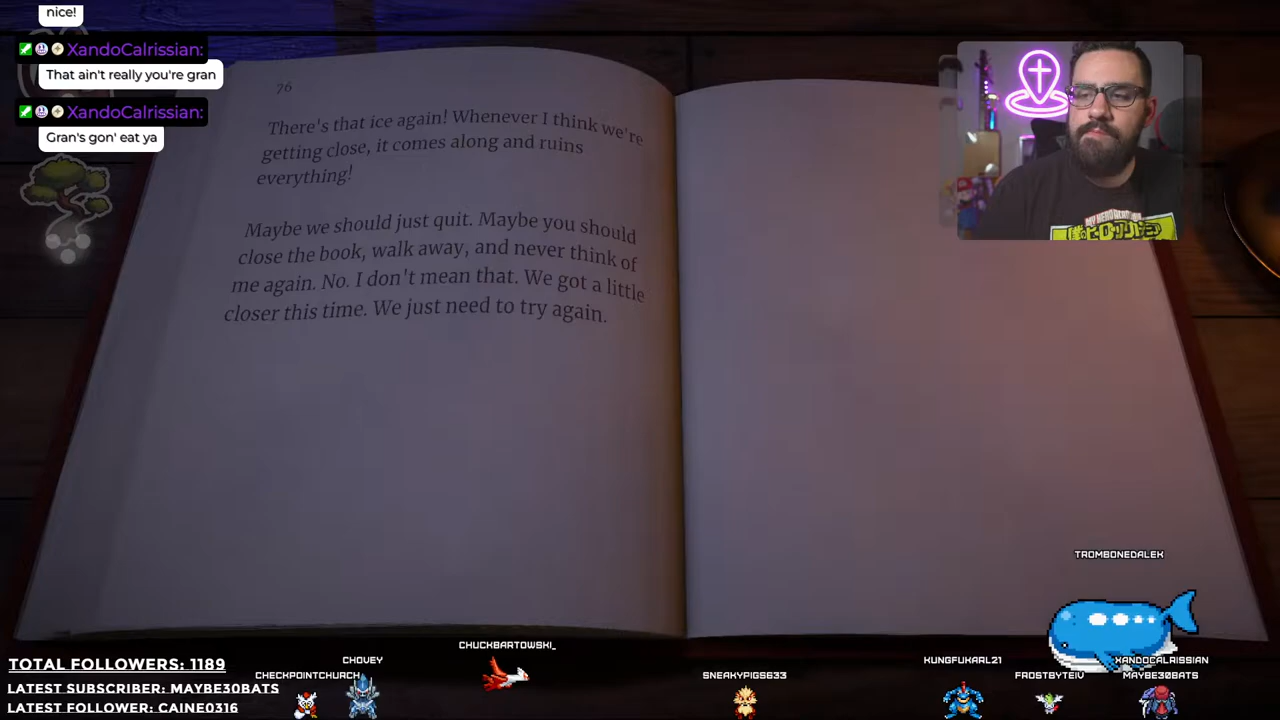 nice!
XandoCalrissian:
That ain't really you're gran
XandoCalrissian:
Gran's gon' eat ya
76
There's that ice again! Whenever I think we're
getting close, it comes along and ruins
everything!
Maybe we should just quit. Maybe you should
close the book, walk away, and never think of
me again. No. I don't mean that. We got a little
closer this time. We just need to try again.
MY HERO
TROMBONEDALEK
CHUCKBARTOWSKI_
CHOVEY
CHECKPOINTCHURCH
SNEAKYPIGS633
KUNGFUKARL21
XANDOCALRISSIAN
FROSTBYTEIV
MAYBE30BATS
TOTAL FOLLOWERS: 1189
LATEST SUBSCRIBER: MAYBE30BATS
LATEST FOLLOWER: CAINE0316